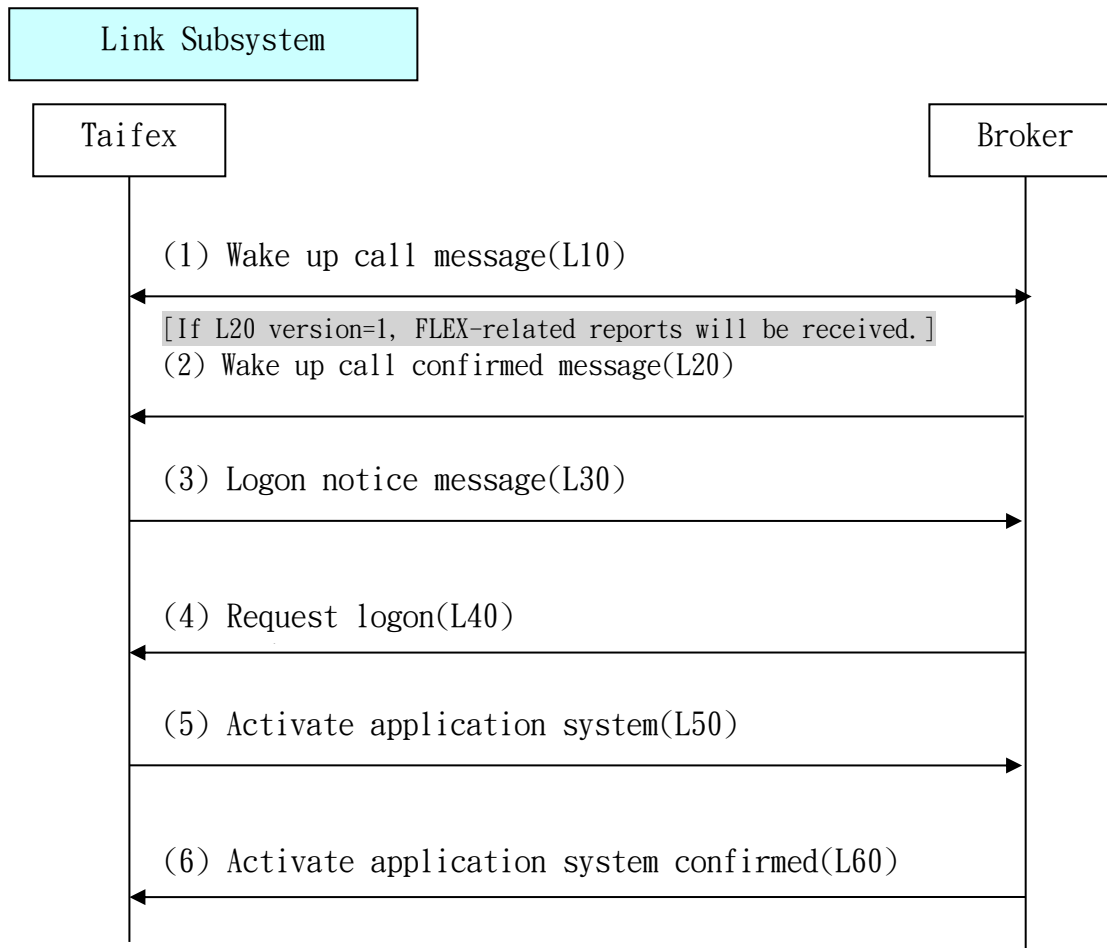 Link Subsystem
Taifex
Broker
(1) Wake up call message(L10)
[If L20 version=1, FLEX-related reports will be received.]
(2) Wake up call confirmed message(L20)
(3) Logon notice message(L30)
(4) Request logon(L40)
(5) Activate application system(L50)
(6) Activate application system confirmed(L60)